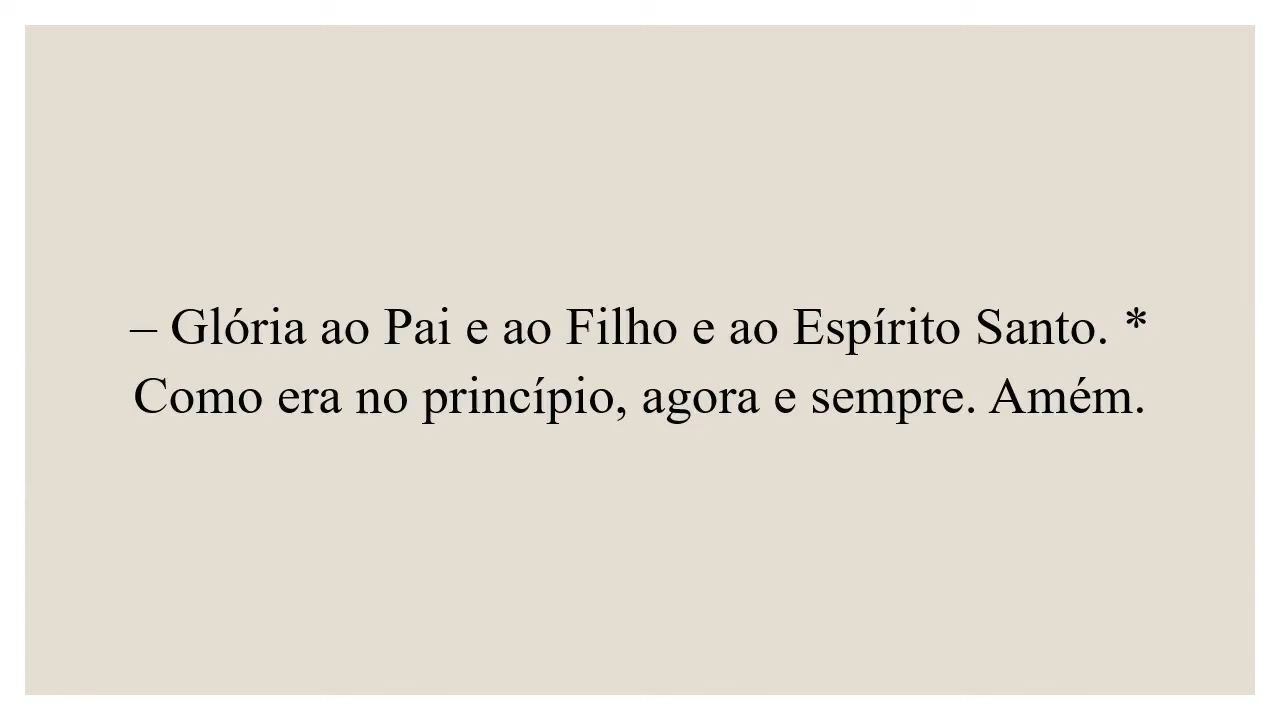 – Glória ao Pai e ao Filho e ao Espírito Santo. *
Como era no princípio, agora e sempre. Amém.